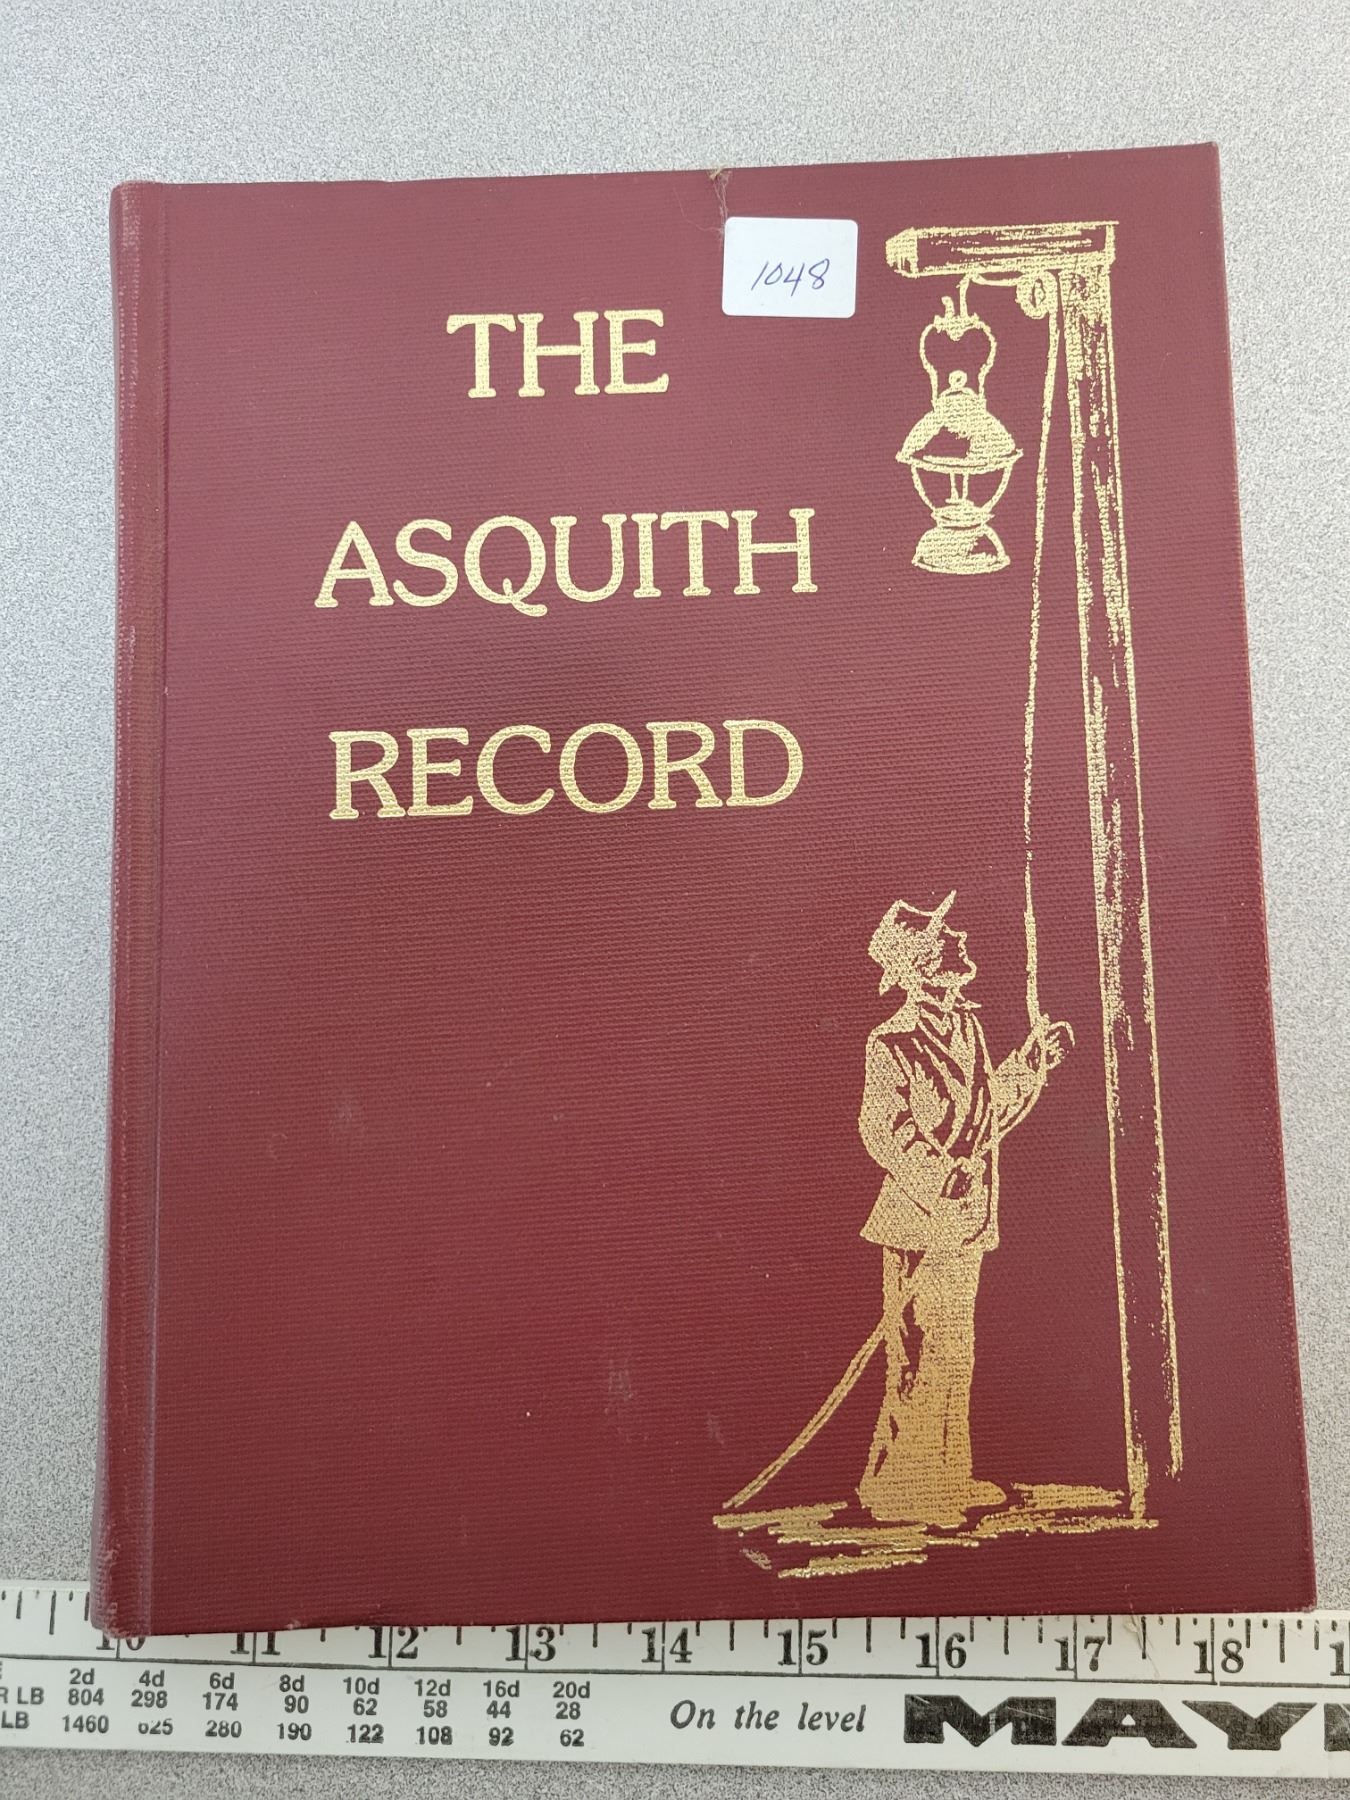 1048
THE
ASQUITH
RECORD
10 11 12 13 14 15 16 17 18
2d 4d 6d 8d 10d 12d 16d 20d
R LB 804 298 174 90 62 58 44 28
LB 1460 625 280 190 122 108 92 62
On the level
MAY